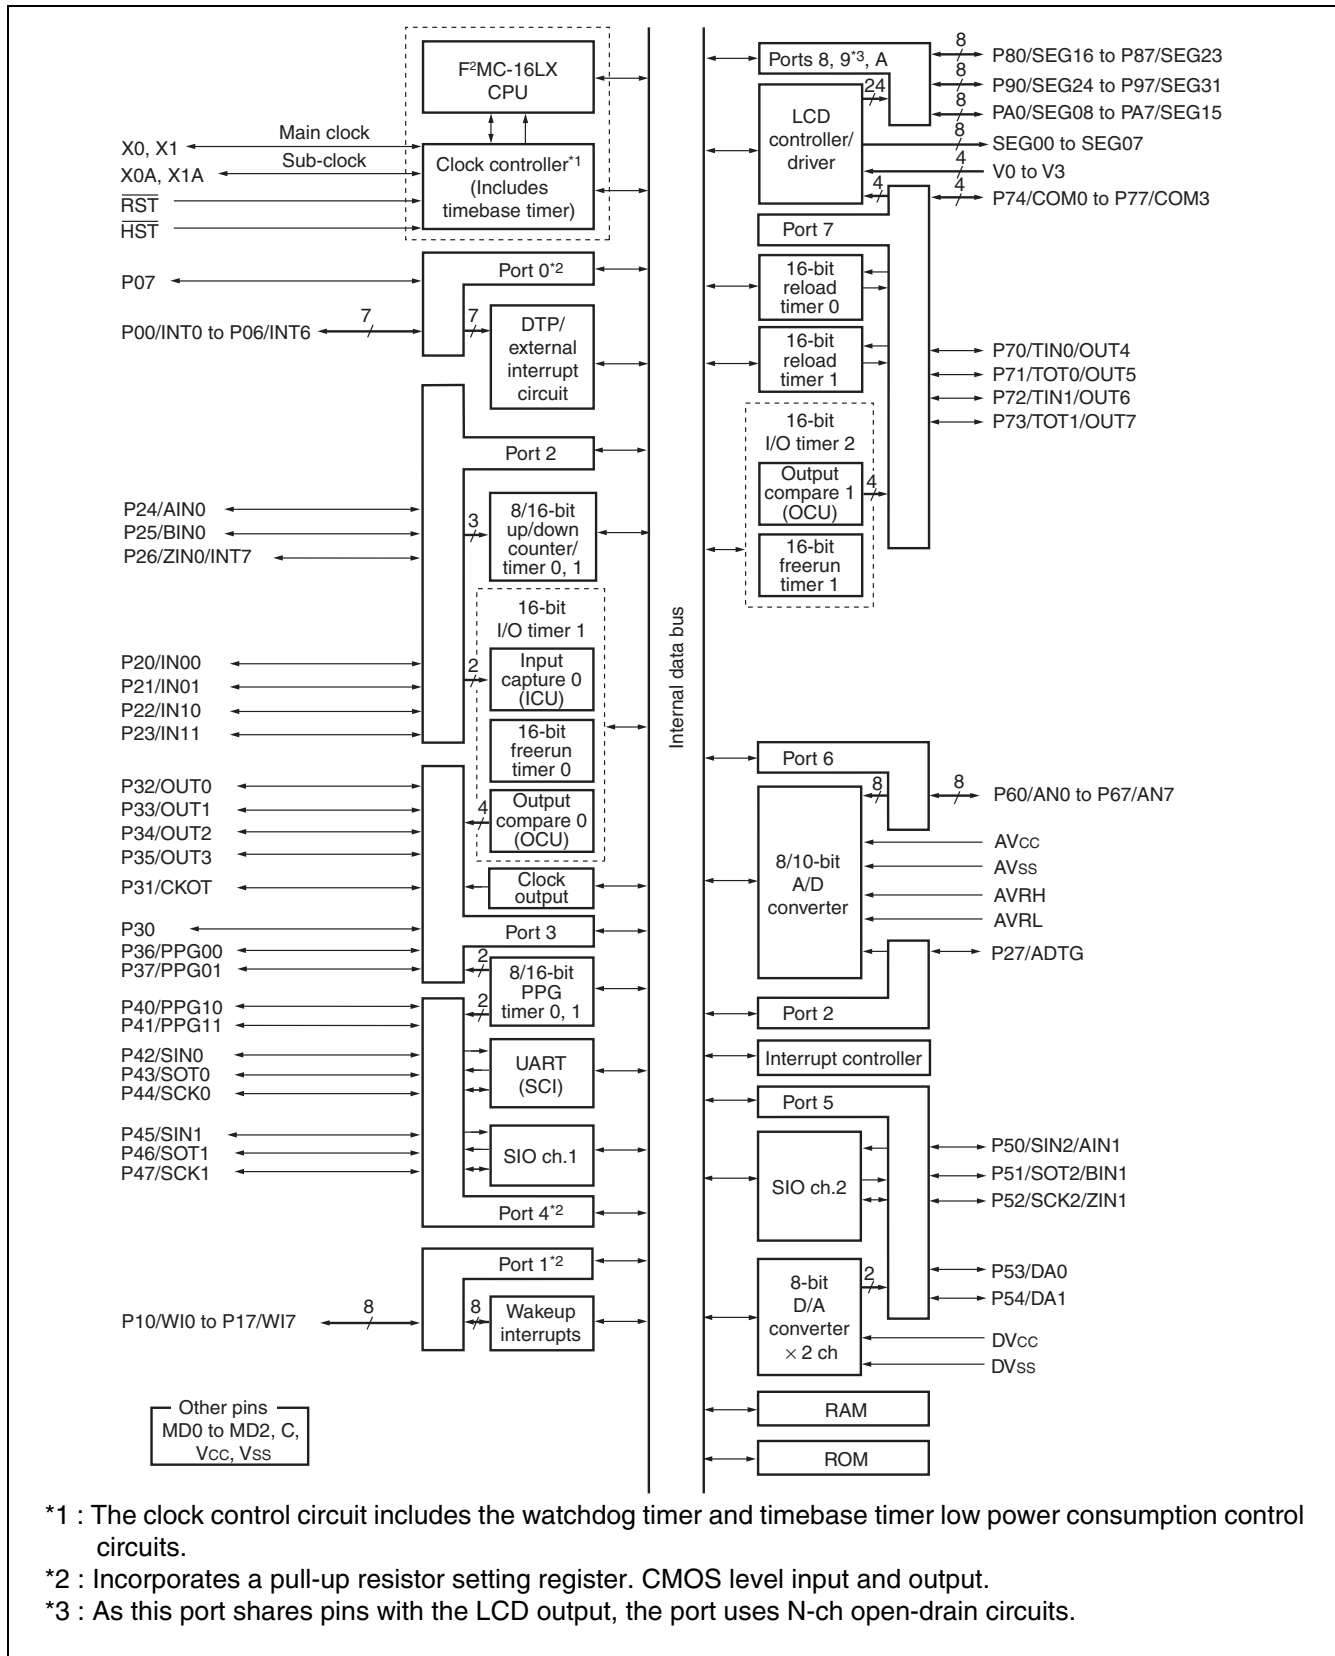 F²MC-16LX
CPU
Main clock
X0, X1
Sub-clock
X0A, X1A
RST
HST
Clock controller*1
(Includes
timebase timer)
Port 0*2
P07
P00/INT0 to P06/INT6
7
7
DTP/
external
interrupt
circuit
Port 2
P24/AIN0
P25/BIN0
P26/ZIN0/INT7
3
8/16-bit
up/down
counter/
timer 0, 1
16-bit
I/O timer 1
P20/IN00
P21/IN01
P22/IN10
P23/IN11
2
Input
capture 0
(ICU)
16-bit
freerun
timer 0
P32/OUT0
P33/OUT1
P34/OUT2
P35/OUT3
4
Output
compare 0
(OCU)
P31/CKOT
Clock
output
P30
Port 3
P36/PPG00
P37/PPG01
2
8/16-bit
PPG
timer 0, 1
2
P40/PPG10
P41/PPG11
P42/SIN0
P43/SOT0
P44/SCK0
UART
(SCI)
P45/SIN1
P46/SOT1
P47/SCK1
SIO ch.1
Port 4*2
Port 1*2
P10/WI0 to P17/WI7
8
8
Wakeup
interrupts
Other pins
MD0 to MD2, C,
VCC, VSS
Internal data bus
Ports 8, 9*3, A
8
P80/SEG16 to P87/SEG23
8
P90/SEG24 to P97/SEG31
24
8
PA0/SEG08 to PA7/SEG15
LCD
controller/
driver
8
SEG00 to SEG07
4
V0 to V3
4
4
P74/COM0 to P77/COM3
Port 7
16-bit
reload
timer 0
16-bit
reload
timer 1
P70/TIN0/OUT4
P71/TOT0/OUT5
P72/TIN1/OUT6
P73/TOT1/OUT7
16-bit
I/O timer 2
Output
compare 1
(OCU)
4
16-bit
freerun
timer 1
Port 6
8
8
P60/AN0 to P67/AN7
8/10-bit
A/D
converter
AVCC
AVSS
AVRH
AVRL
P27/ADTG
Port 2
Interrupt controller
Port 5
SIO ch.2
P50/SIN2/AIN1
P51/SOT2/BIN1
P52/SCK2/ZIN1
8-bit
D/A
converter
× 2 ch
2
P53/DA0
P54/DA1
DVCC
DVSS
RAM
ROM
*1 : The clock control circuit includes the watchdog timer and timebase timer low power consumption control
circuits.
*2 : Incorporates a pull-up resistor setting register. CMOS level input and output.
*3 : As this port shares pins with the LCD output, the port uses N-ch open-drain circuits.